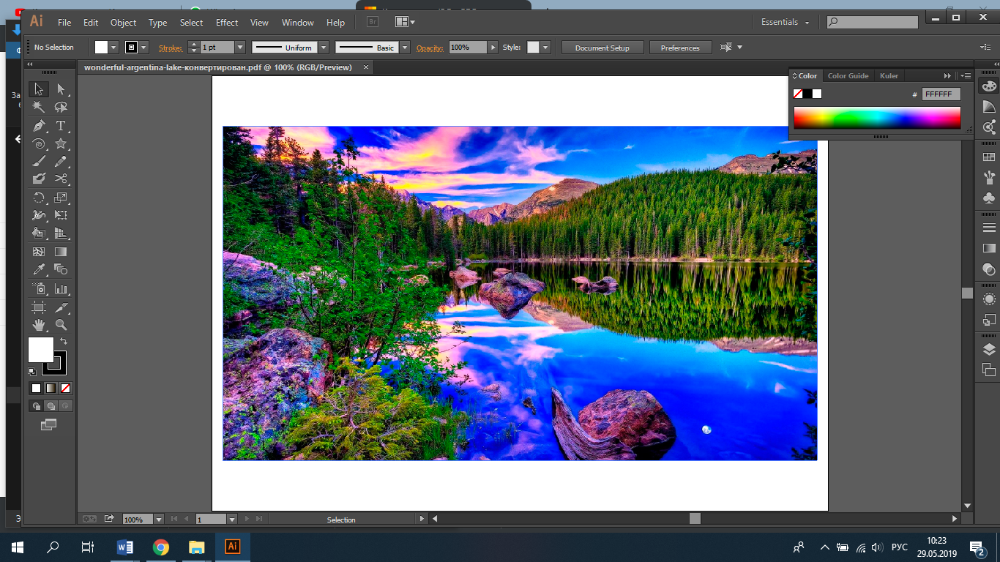 Ai File Edit Object Type Select Effect View Window Help Br Essentials
No Selection Stroke: 1 pt Uniform Basic Opacity: 100% Style: Document Setup Preferences
wonderful-argentina-lake-конвертирован.pdf @ 100% (RGB/Preview) ×
Color Color Guide Kuler
# FFFFFF
T
100% 1 Selection
W Ai РУС 10:23
29.05.2019 2